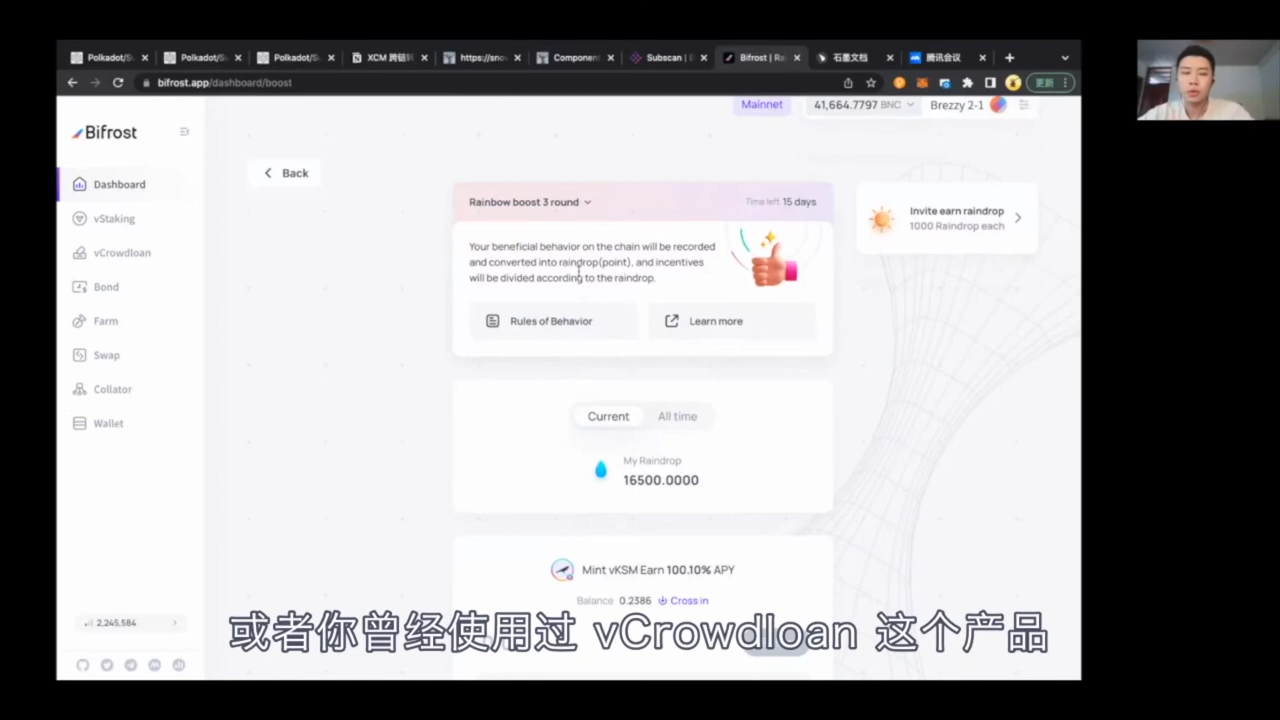 Polkadot/Su
Polkadot/Su
Polkadot/Su
XCM 跨链转
https://sno
Component
Subscan | E
Bifrost | Ra
石墨文档
腾讯会议
bifrost.app/dashboard/boost
更新
Bifrost
Mainnet
41,664.7797 BNC
Brezzy 2-1
Dashboard
vStaking
vCrowdloan
Bond
Farm
Swap
Collator
Wallet
2,245,584
Back
Rainbow boost 3 round
Time left 15 days
Your beneficial behavior on the chain will be recorded
and converted into raindrop(point), and incentives
will be divided according to the raindrop.
Rules of Behavior
Learn more
Invite earn raindrop
1000 Raindrop each
Current
All time
My Raindrop
16500.0000
Mint vKSM Earn 100.10% APY
Balance 0.2386 Cross in
或者你曾经使用过 vCrowdloan 这个产品